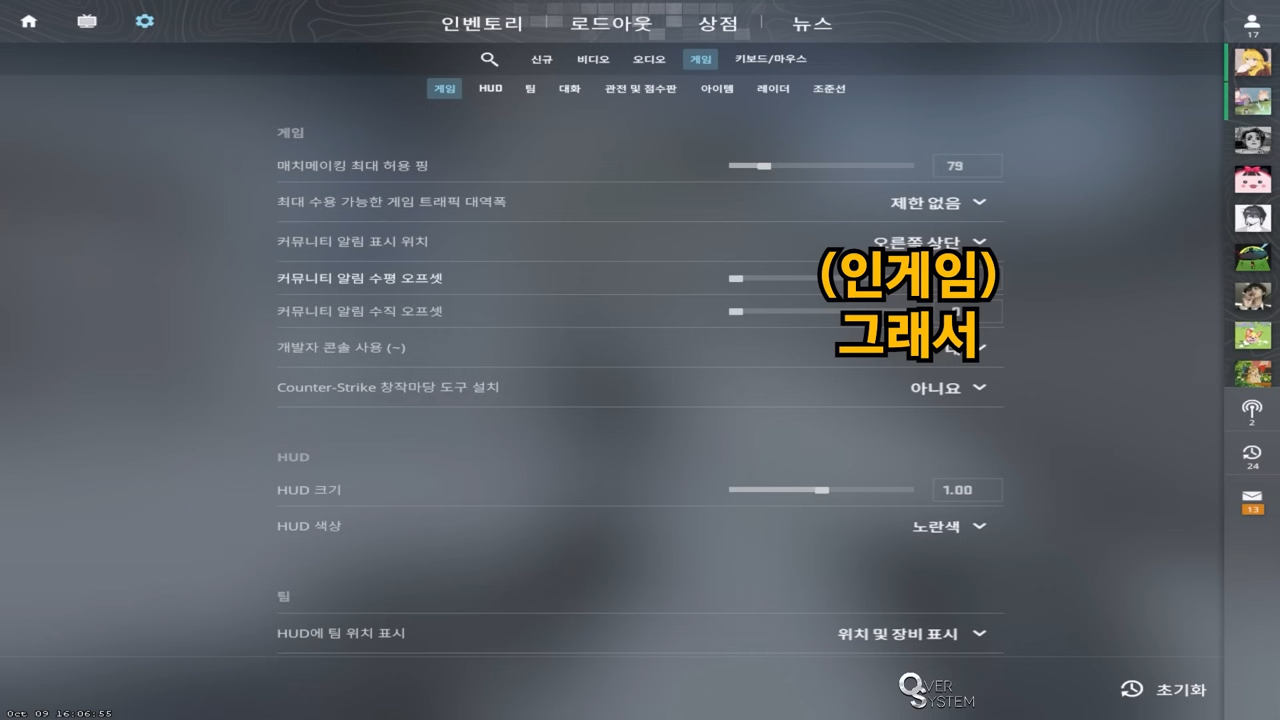 인벤토리 로드아웃 상점 뉴스
17
신규 비디오 오디오 게임 키보드/마우스
게임 HUD 팀 대화 관전 및 점수판 아이템 레이더 조준선
게임
매치메이킹 최대 허용 핑 79
최대 수용 가능한 게임 트래픽 대역폭 제한 없음
커뮤니티 알림 표시 위치 오른쪽 상단
커뮤니티 알림 수평 오프셋
(인게임)
커뮤니티 알림 수직 오프셋
그래서
개발자 콘솔 사용 (~)
Counter-Strike 창작마당 도구 설치 아니요
2
24
13
HUD
HUD 크기 1.00
HUD 색상 노란색
팀
HUD에 팀 위치 표시 위치 및 장비 표시
OVER
SYSTEM
초기화
Oct 09 16:06:55